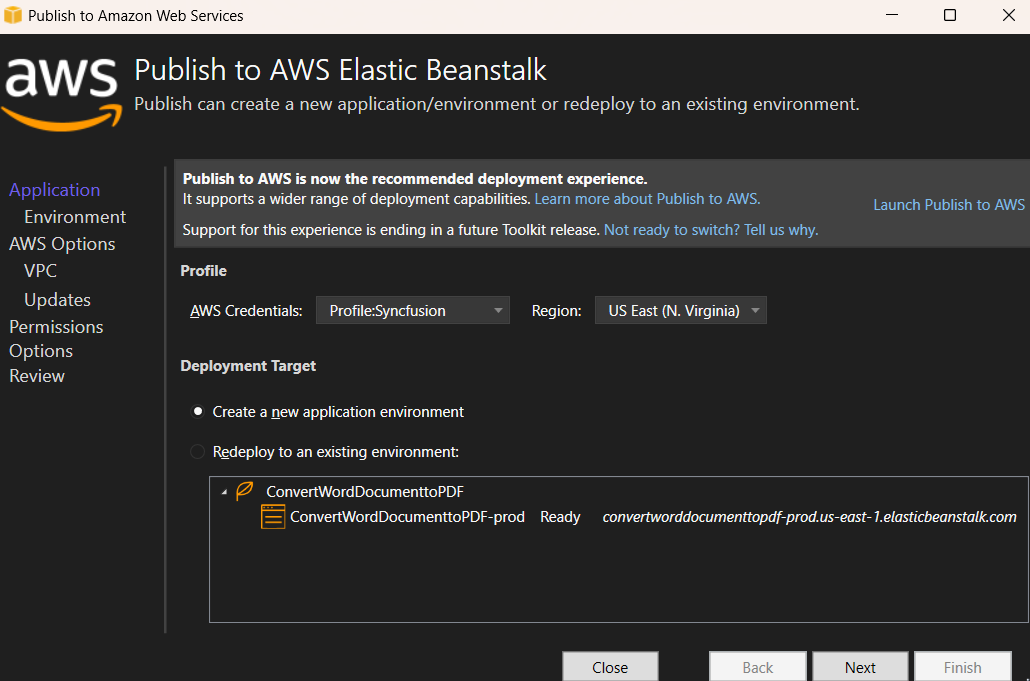 Publish to Amazon Web Services
aws
Publish to AWS Elastic Beanstalk
Publish can create a new application/environment or redeploy to an existing environment.
Application
Environment
AWS Options
VPC
Updates
Permissions
Options
Review
Publish to AWS is now the recommended deployment experience.
It supports a wider range of deployment capabilities. Learn more about Publish to AWS.
Launch Publish to AWS
Support for this experience is ending in a future Toolkit release. Not ready to switch? Tell us why.
Profile
AWS Credentials: Profile:Syncfusion Region: US East (N. Virginia)
Deployment Target
Create a new application environment
Redeploy to an existing environment:
ConvertWordDocumenttoPDF
ConvertWordDocumenttoPDF-prod Ready convertworddocumenttopdf-prod.us-east-1.elasticbeanstalk.com
Close Back Next Finish